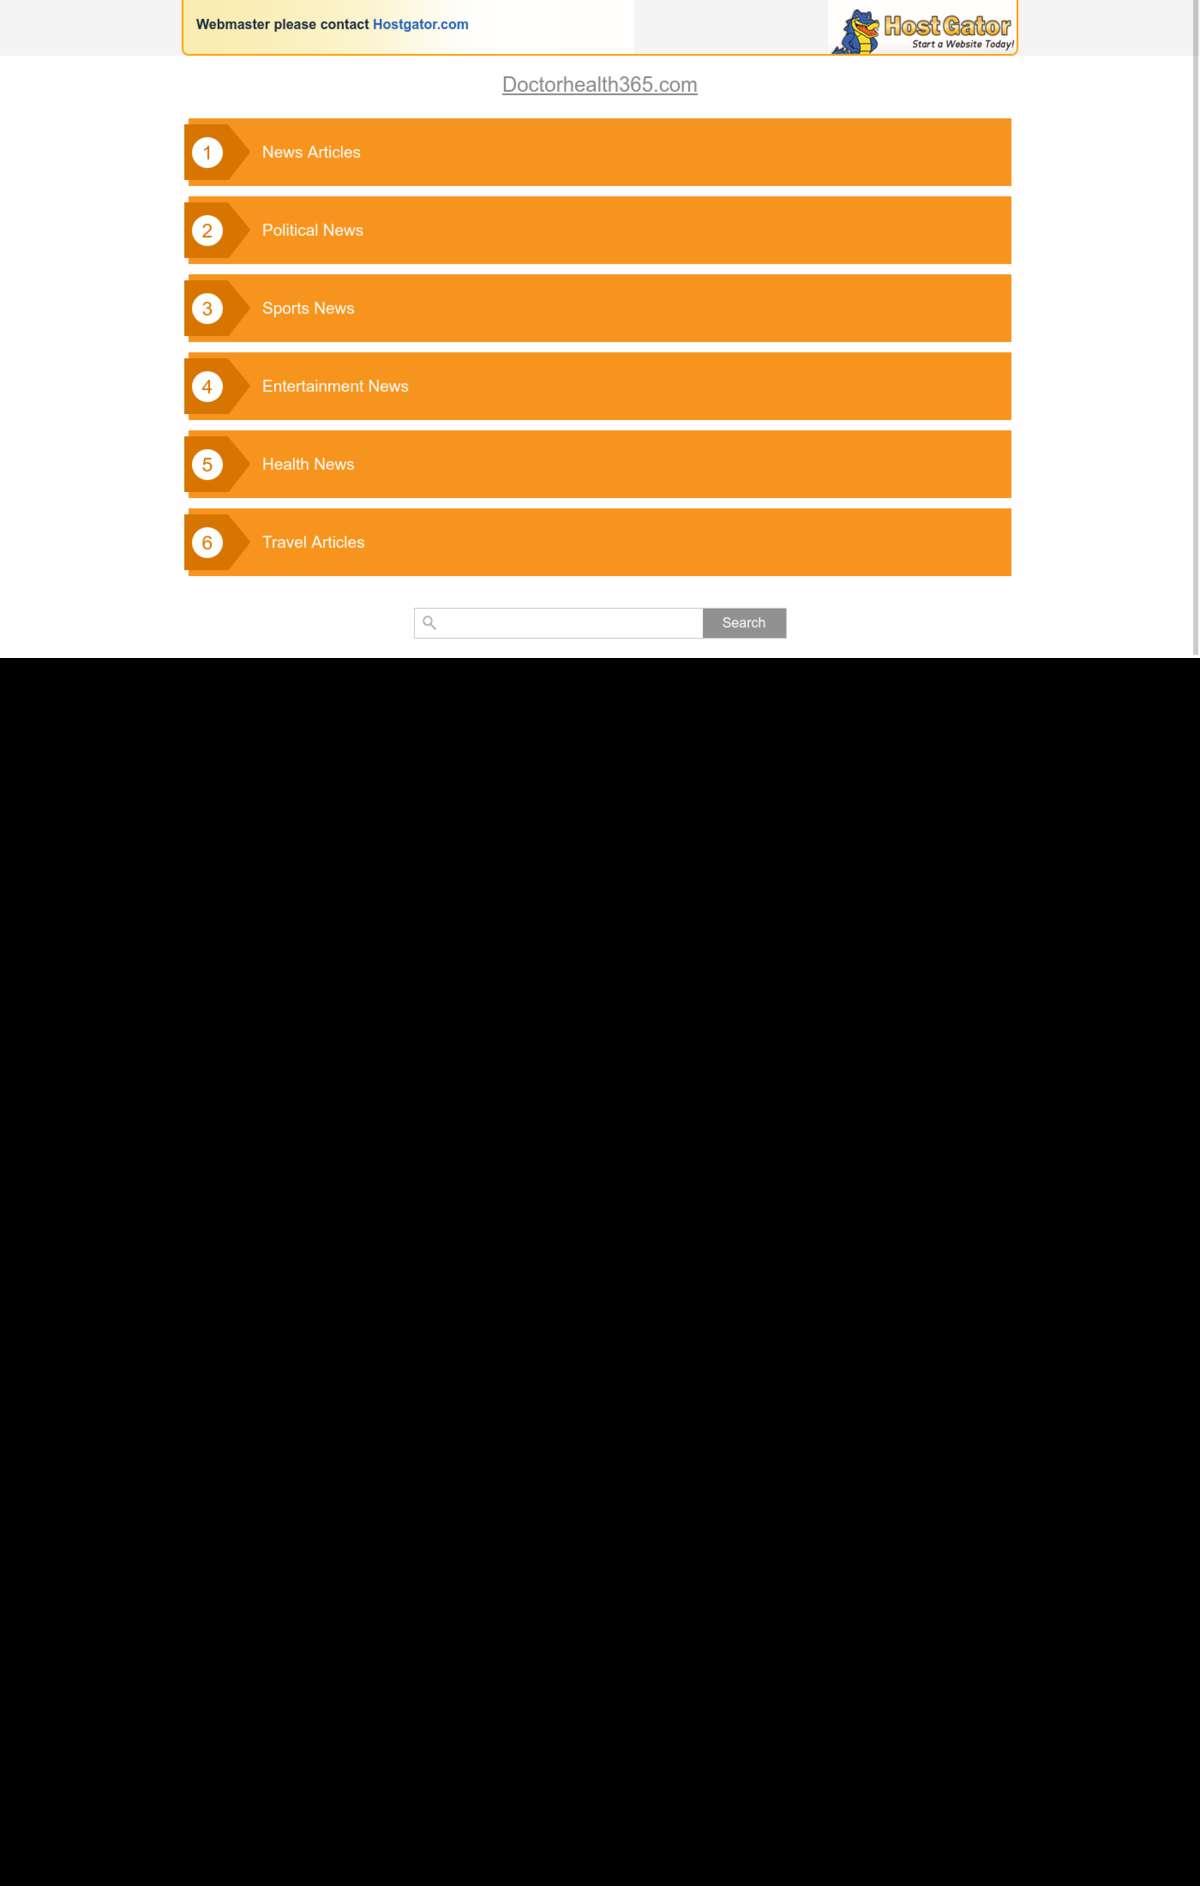 Webmaster please contact Hostgator.com
HostGator
Start a Website Today!
Doctorhealth365.com
1 News Articles
2 Political News
3 Sports News
4 Entertainment News
5 Health News
6 Travel Articles
Search